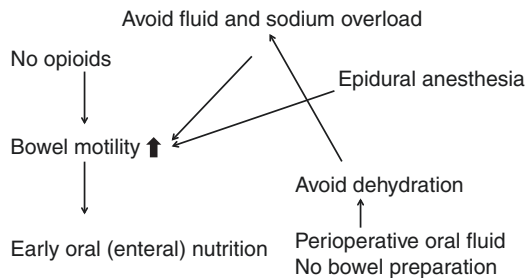 Avoid fluid and sodium overload
No opioids
Epidural anesthesia
Bowel motility
Avoid dehydration
Early oral (enteral) nutrition
Perioperative oral fluid
No bowel preparation